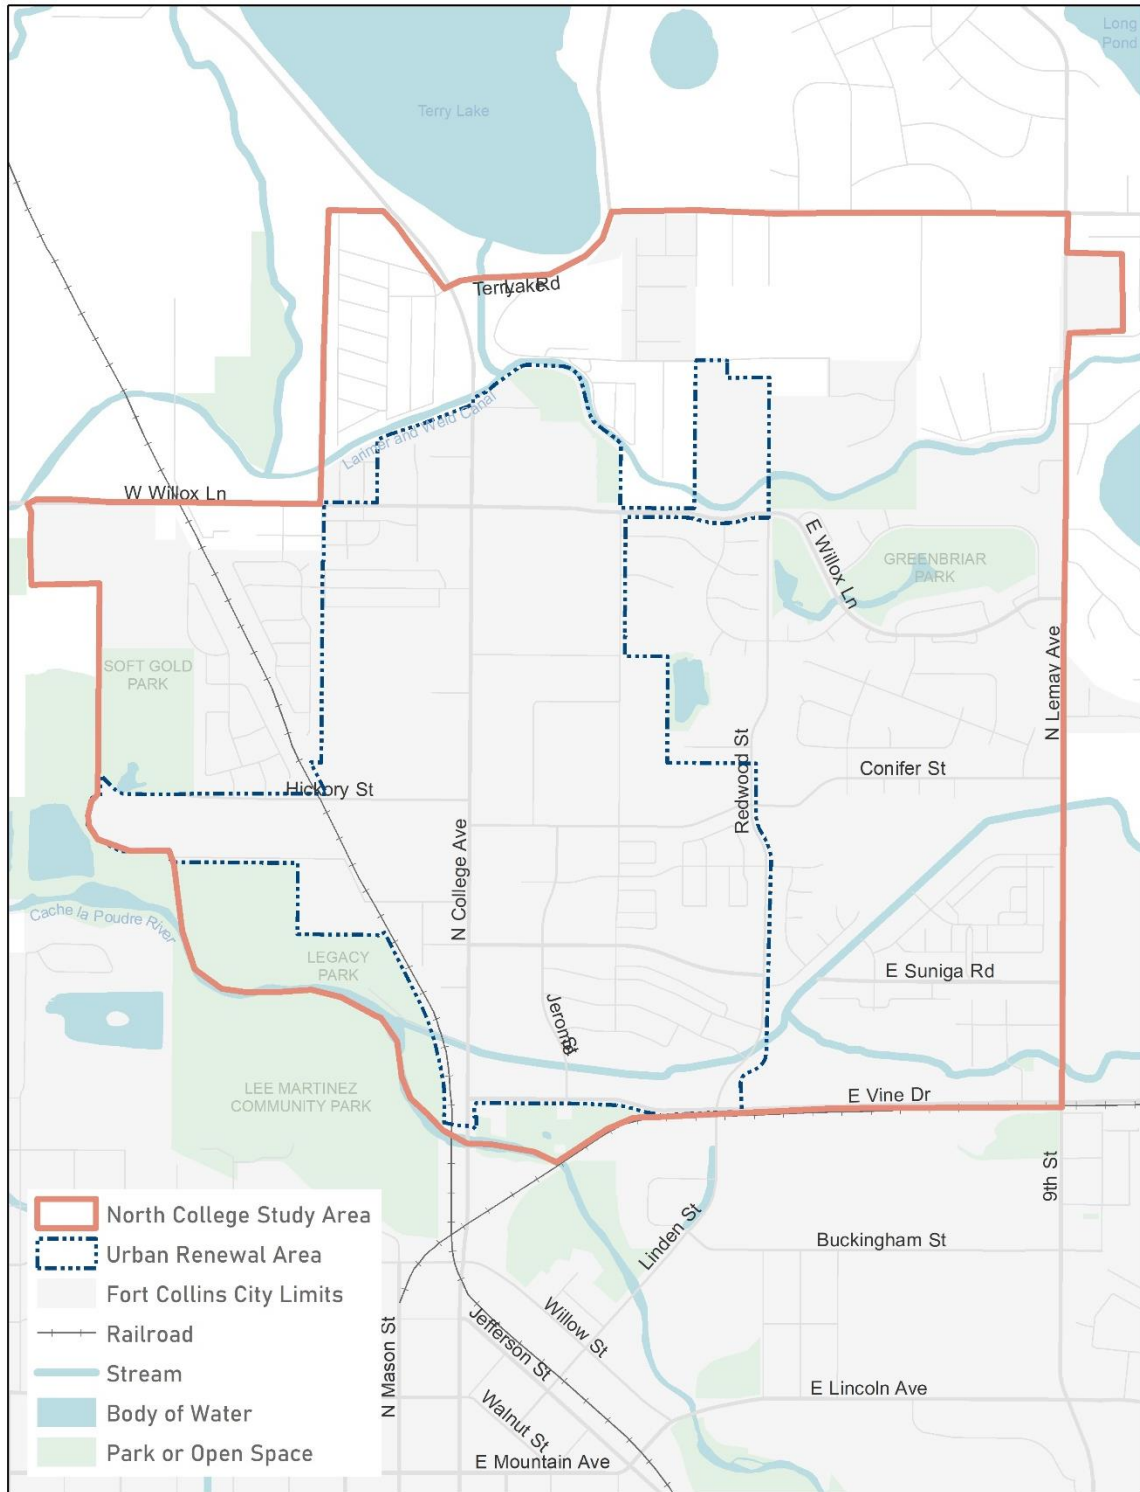 Long
Pond
Terry Lake
Terry Lake Rd
Larimer and Weld Canal
W Willox Ln
E Willox Ln
GREENBRIAR
PARK
SOFT GOLD
PARK
N Lemay Ave
Redwood St
Conifer St
Hickory St
N College Ave
Cache la Poudre River
LEGACY
PARK
E Suniga Rd
Jerome St
LEE MARTINEZ
COMMUNITY PARK
E Vine Dr
9th St
Linden St
Buckingham St
Willow St
Jefferson St
N Mason St
Walnut St
E Lincoln Ave
E Mountain Ave
North College Study Area
Urban Renewal Area
Fort Collins City Limits
Railroad
Stream
Body of Water
Park or Open Space